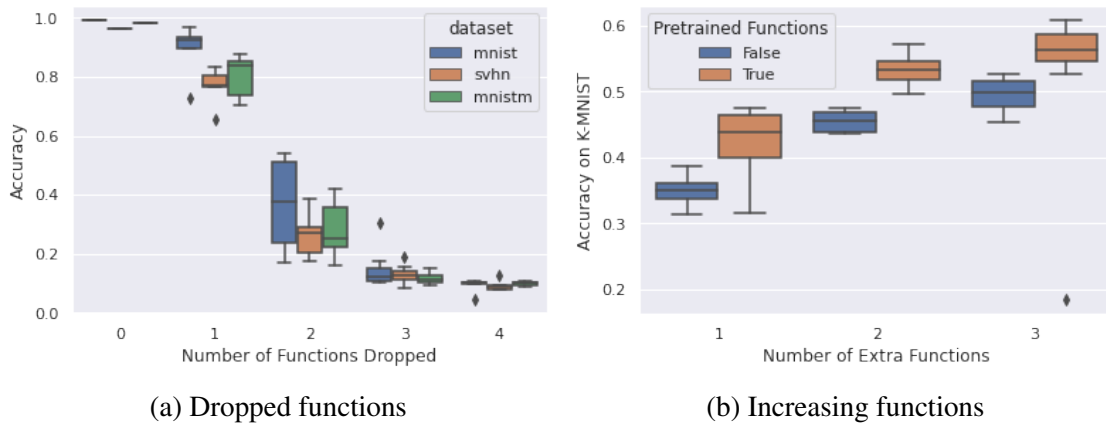 1.0
0.8
0.6
0.4
0.2
0.0
Accuracy
dataset
mnist
svhn
mnistm
0 1 2 3 4
Number of Functions Dropped
(a) Dropped functions
0.6
0.5
0.4
0.3
0.2
Accuracy on K-MNIST
Pretrained Functions
False
True
1 2 3
Number of Extra Functions
(b) Increasing functions